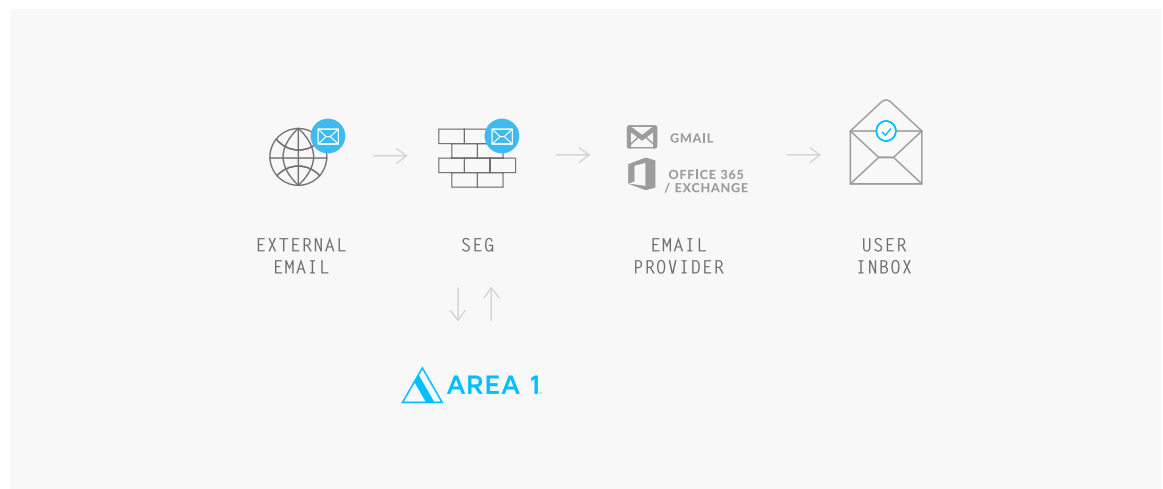 GMAIL
OFFICE 365
/ EXCHANGE
EXTERNAL
EMAIL
SEG
EMAIL
PROVIDER
USER
INBOX
AREA 1